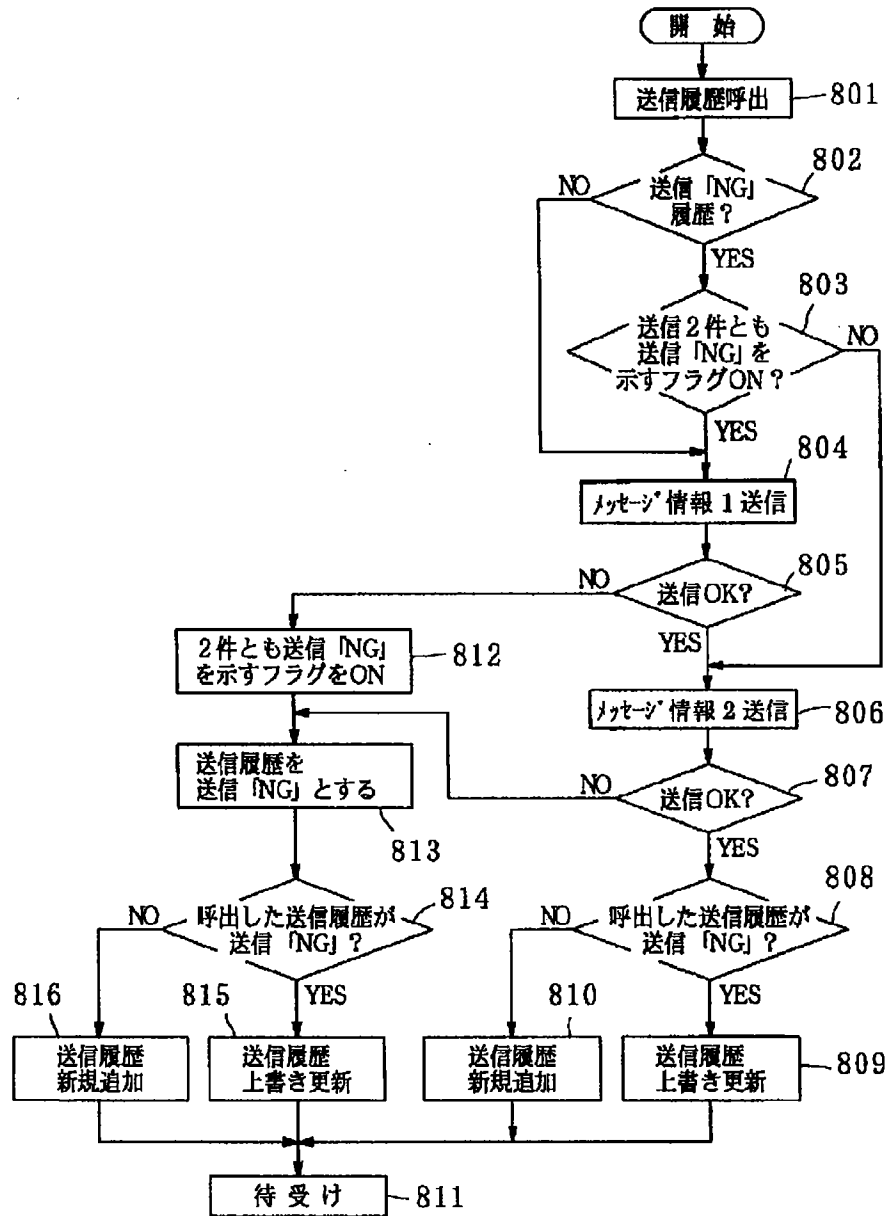 開 始
送信履歴呼出
801
802
送信「NG」
履歴？
NO
YES
803
送信２件とも
送信「NG」を
示すフラグON？
NO
YES
804
ﾒｯｾｰｼﾞ情報１送信
805
送信OK？
NO
YES
２件とも送信「NG」
を示すフラグをON
812
ﾒｯｾｰｼﾞ情報２送信
806
送信履歴を
送信「NG」とする
813
807
送信OK？
NO
YES
呼出した送信履歴が
送信「NG」？
814
NO
YES
呼出した送信履歴が
送信「NG」？
808
NO
YES
816
送信履歴
新規追加
815
送信履歴
上書き更新
810
送信履歴
新規追加
送信履歴
上書き更新
809
待 受 け
811